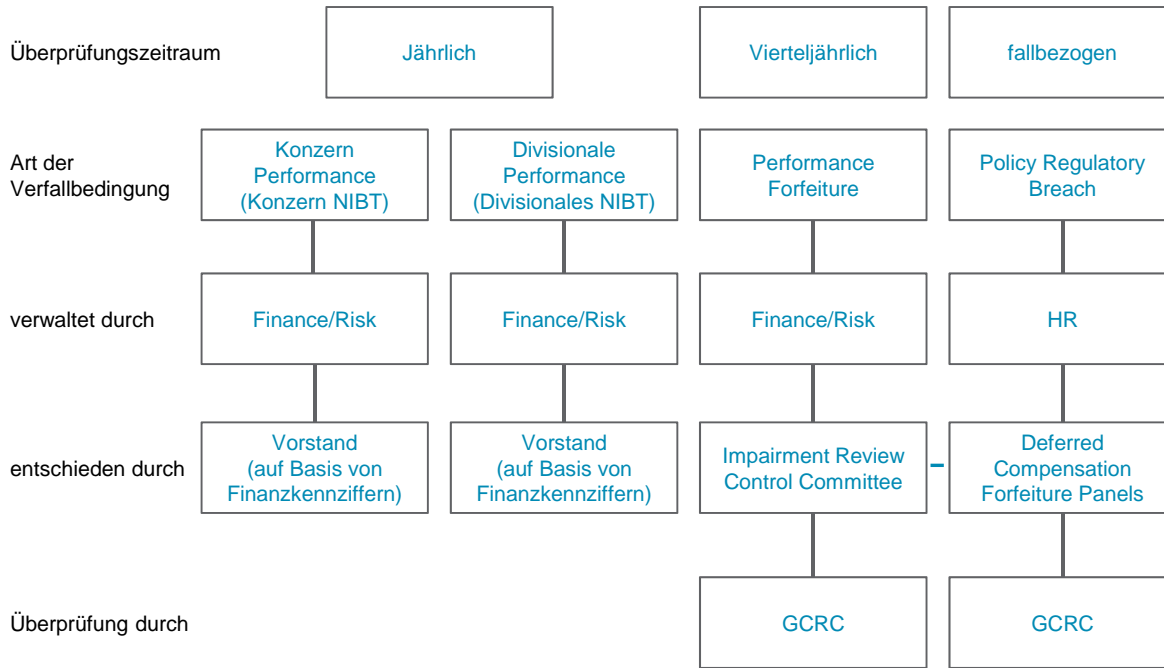 Überprüfungszeitraum
Jährlich
Vierteljährlich
fallbezogen
Art der
Verfallbedingung
Konzern
Performance
(Konzern NIBT)
Divisionale
Performance
(Divisionales NIBT)
Performance
Forfeiture
Policy Regulatory
Breach
verwaltet durch
Finance/Risk
Finance/Risk
Finance/Risk
HR
entschieden durch
Vorstand
(auf Basis von
Finanzkennziffern)
Vorstand
(auf Basis von
Finanzkennziffern)
Impairment Review
Control Committee
Deferred
Compensation
Forfeiture Panels
Überprüfung durch
GCRC
GCRC